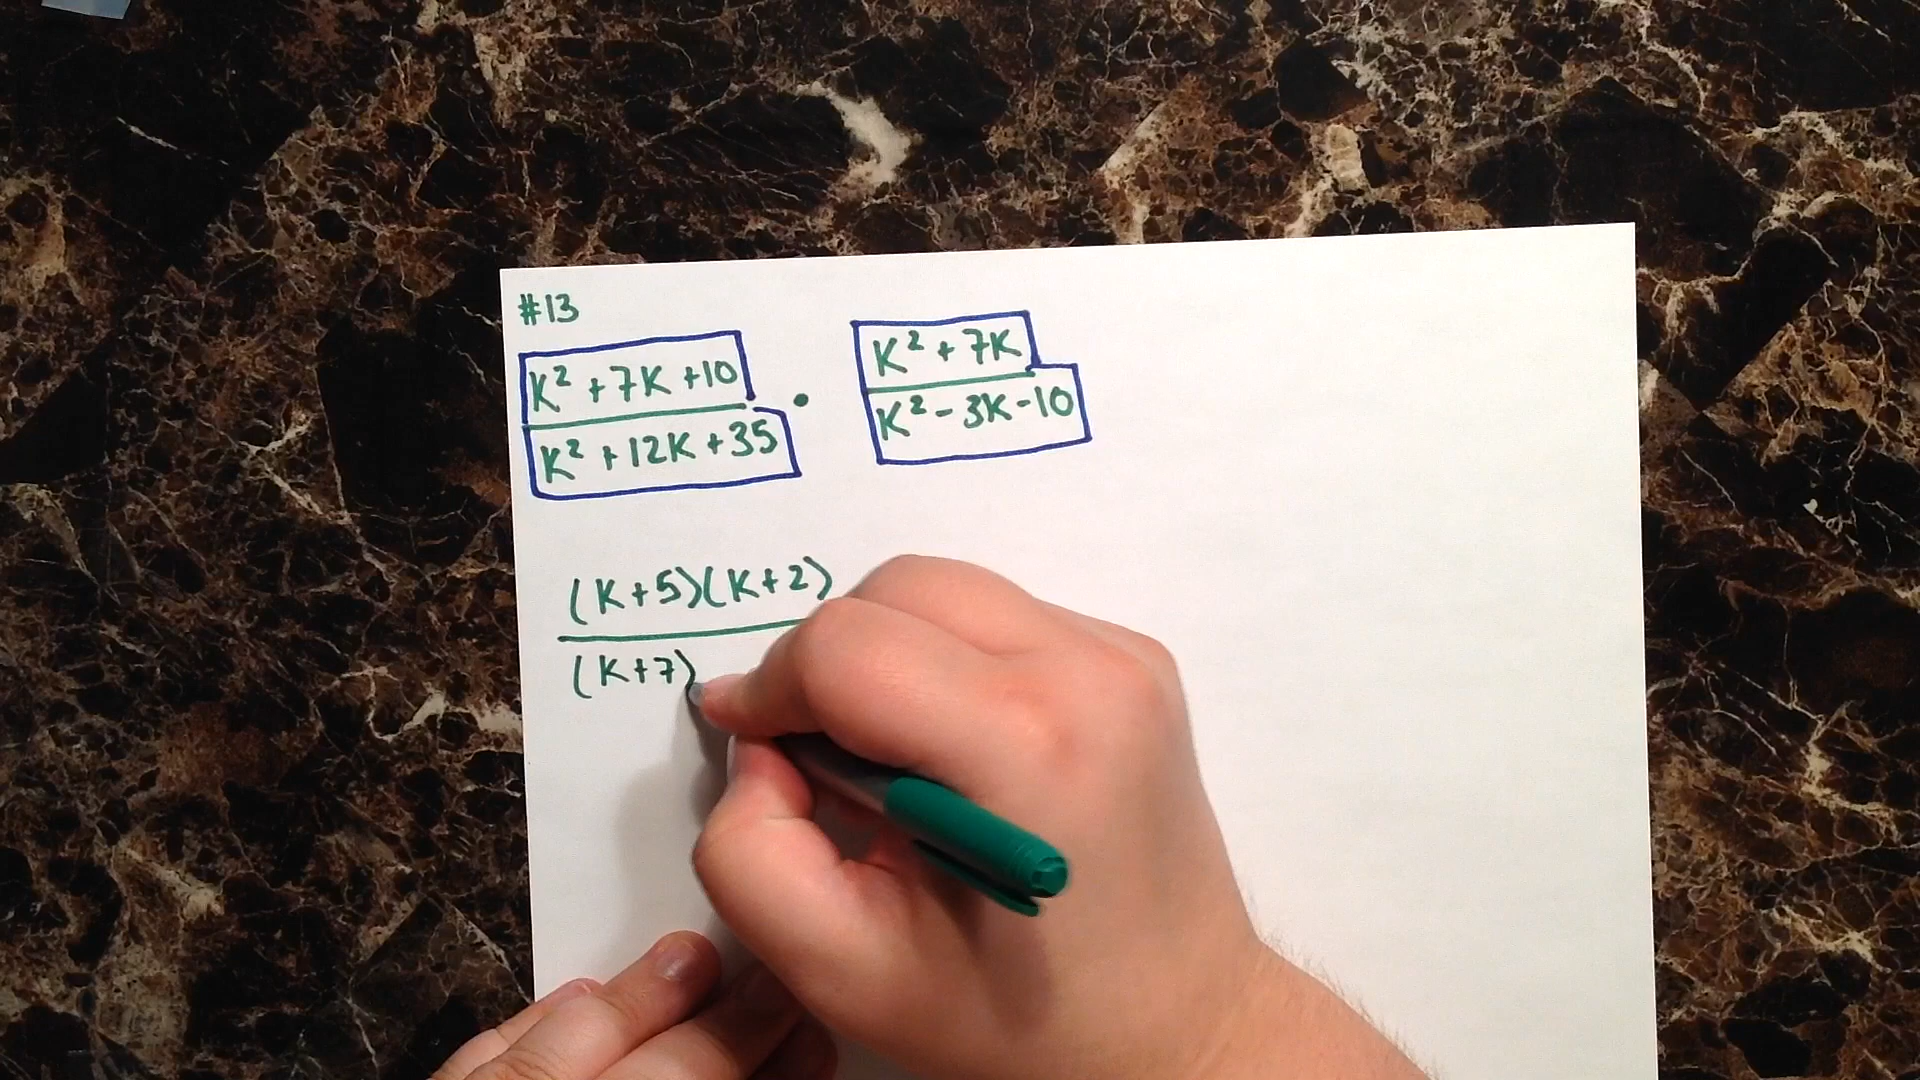 #13
K² + 7K + 10 · K² + 7K
K² + 12K + 35 K² - 3K - 10
(K+5)(K+2)
(K+7)